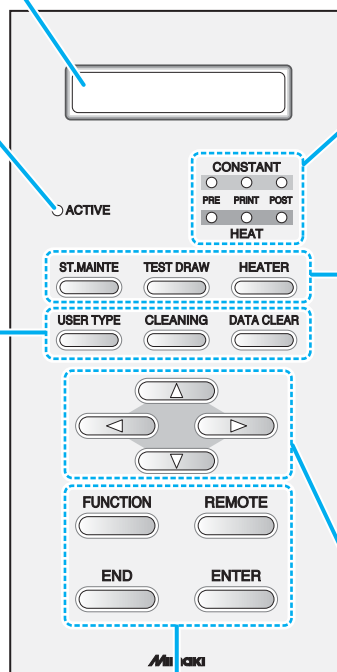 CONSTANT
PRE PRINT POST
HEAT
ACTIVE
ST.MAINTE TEST DRAW HEATER
USER TYPE CLEANING DATA CLEAR
FUNCTION REMOTE
END ENTER